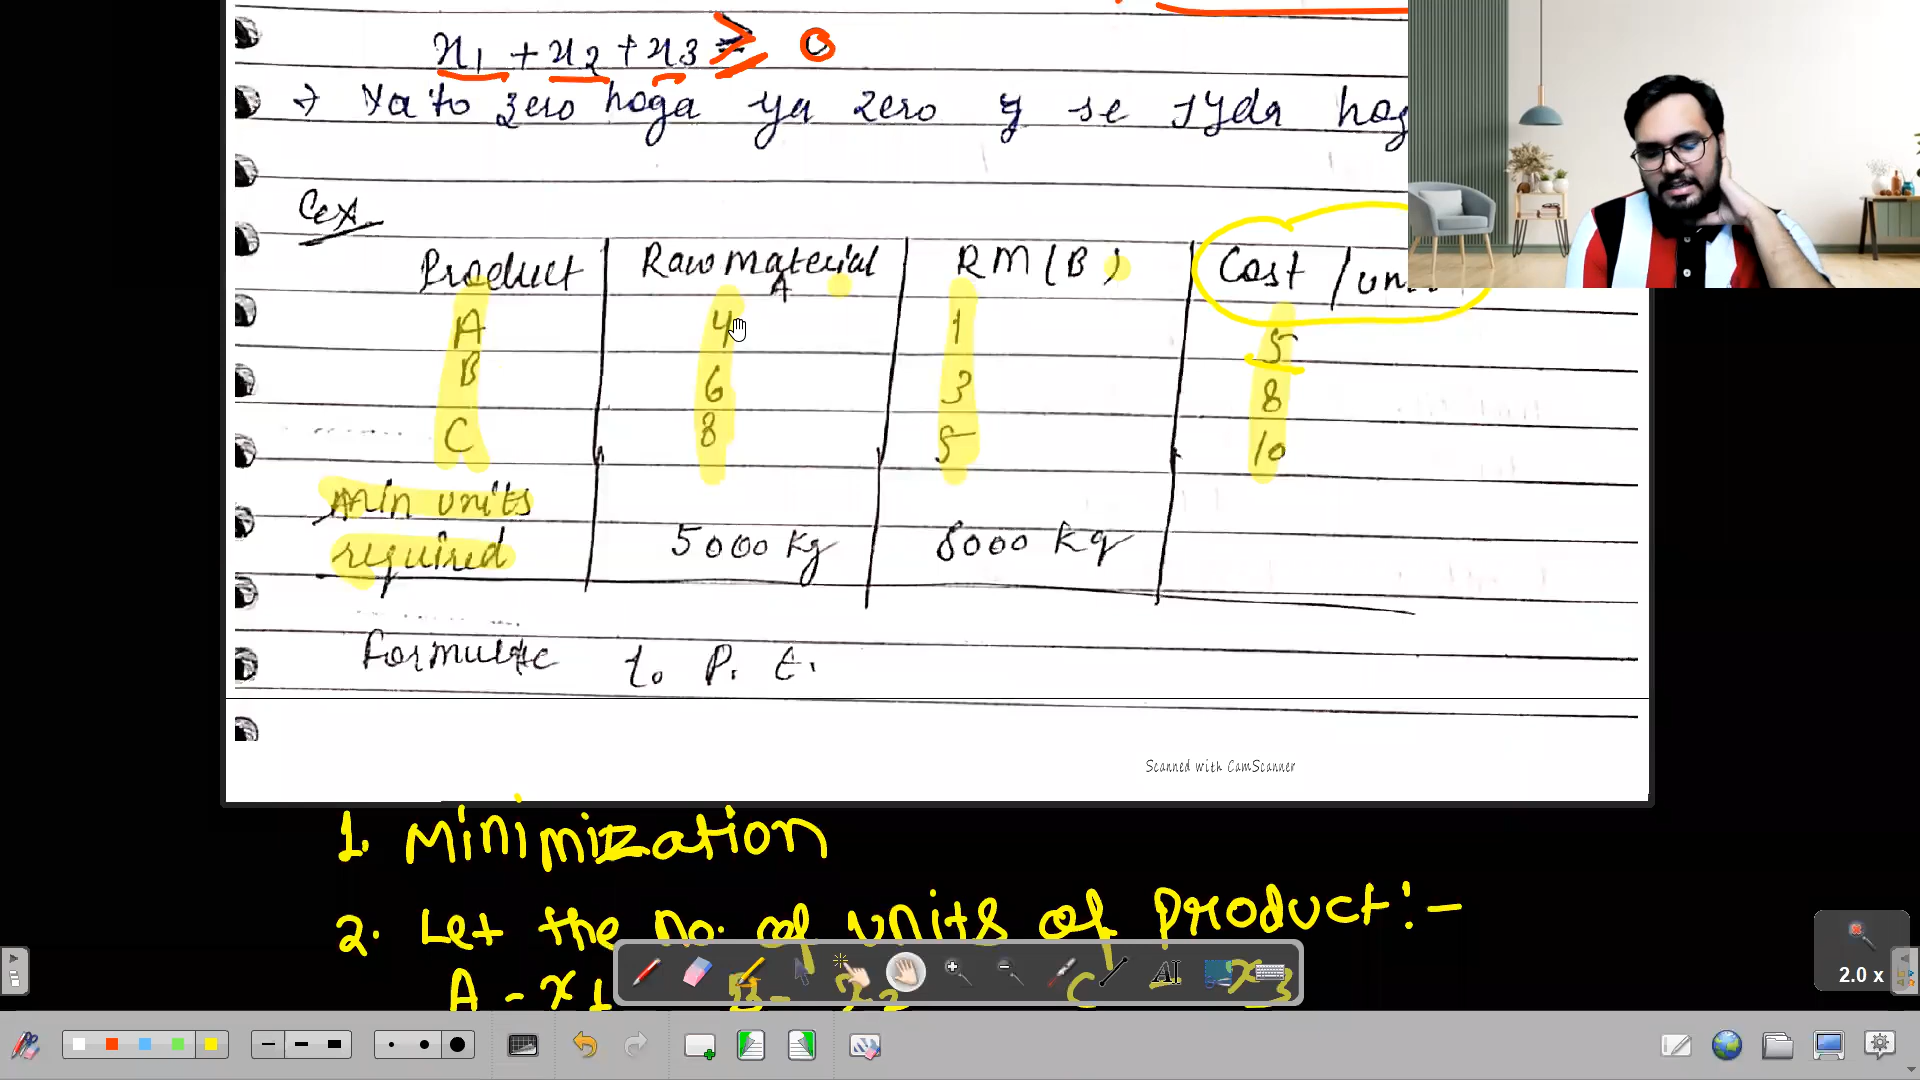 x1 + x2 + x3 ≥ 0
→ Ya to zero hoga ya zero y se jyda hog
Product Raw material A RM (B) Cost / un
A 4 1 5
B 6 3 8
C 8 5 10
min units
required 5000 kg 8000 kg
Formulate L. P. P.
Scanned with CamScanner
1. Minimization
2. Let the no. of units of product:-
A - x1 B - x2 C x3
2.0 x